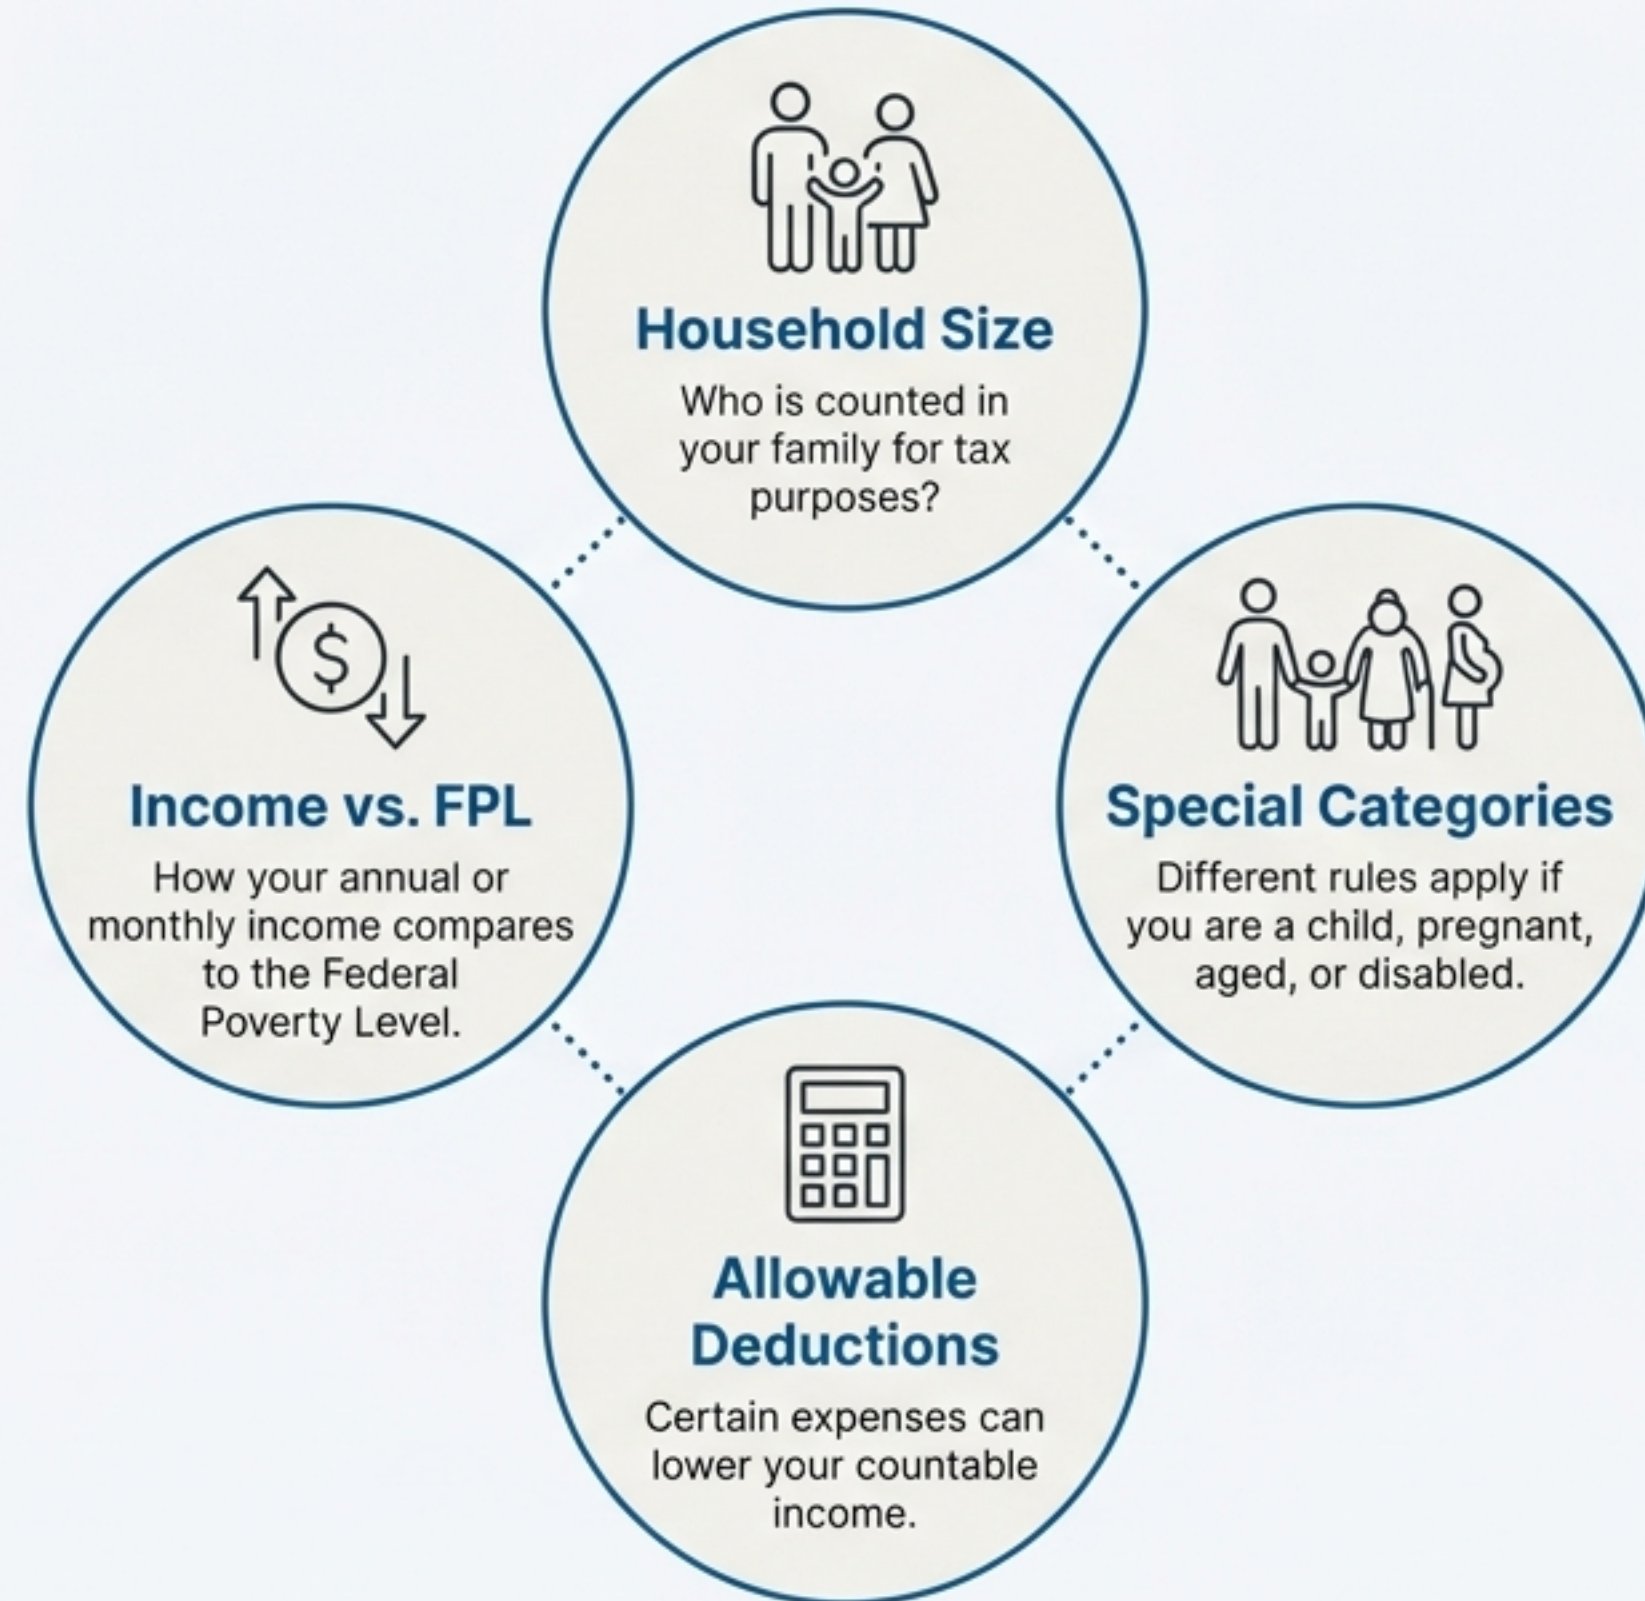 Household Size
Who is counted in
your family for tax
purposes?
$
Income vs. FPL
How your annual or
monthly income compares
to the Federal
Poverty Level.
Special Categories
Different rules apply if
you are a child, pregnant,
aged, or disabled.
Allowable
Deductions
Certain expenses can
lower your countable
income.